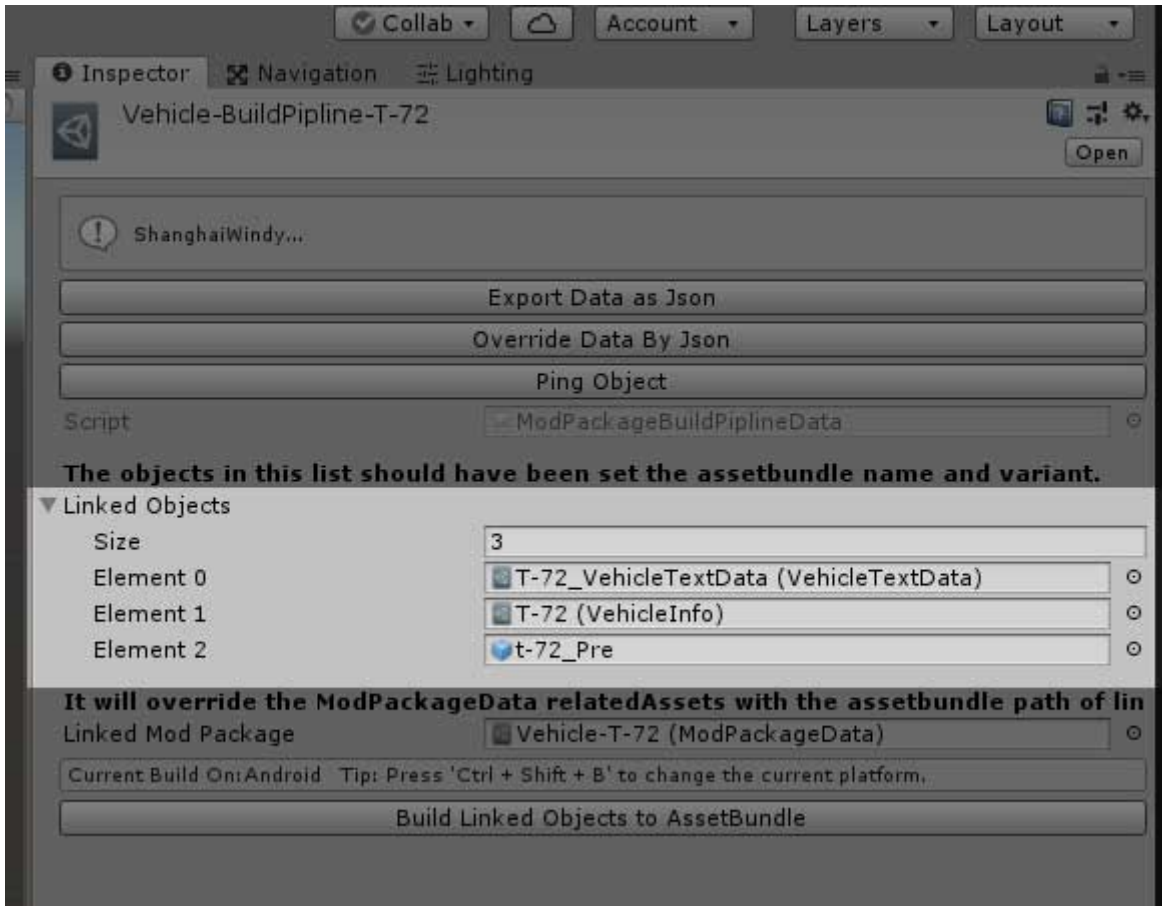 Collab Account Layers Layout
Inspector Navigation Lighting
Vehicle-BuildPipline-T-72
Open
ShanghaiWindy...
Export Data as Json
Override Data By Json
Ping Object
Script ModPackageBuildPiplineData
The objects in this list should have been set the assetbundle name and variant.
Linked Objects
Size 3
Element 0 T-72_VehicleTextData (VehicleTextData)
Element 1 T-72 (VehicleInfo)
Element 2 t-72_Pre
It will override the ModPackageData relatedAssets with the assetbundle path of lin
Linked Mod Package Vehicle-T-72 (ModPackageData)
Current Build On:Android Tip: Press 'Ctrl + Shift + B' to change the current platform.
Build Linked Objects to AssetBundle